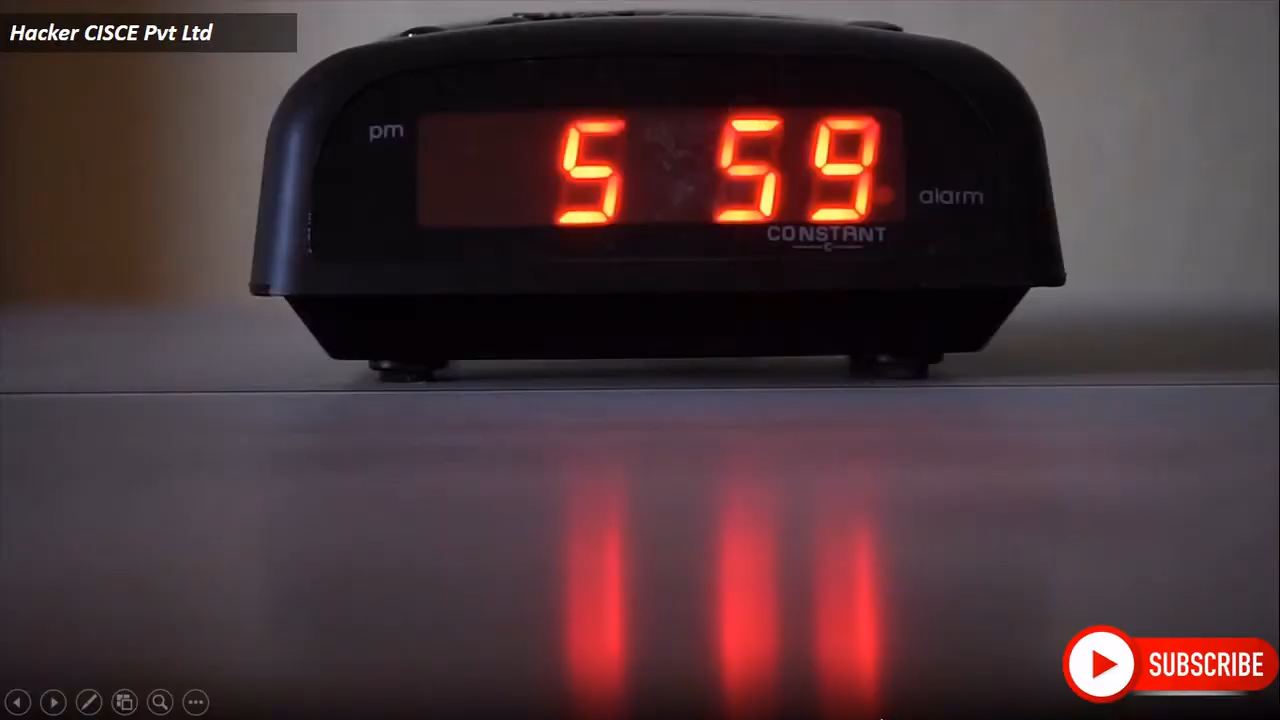 Hacker CISCE Pvt Ltd
pm
5 59
alarm
CONSTANT
C
SUBSCRIBE